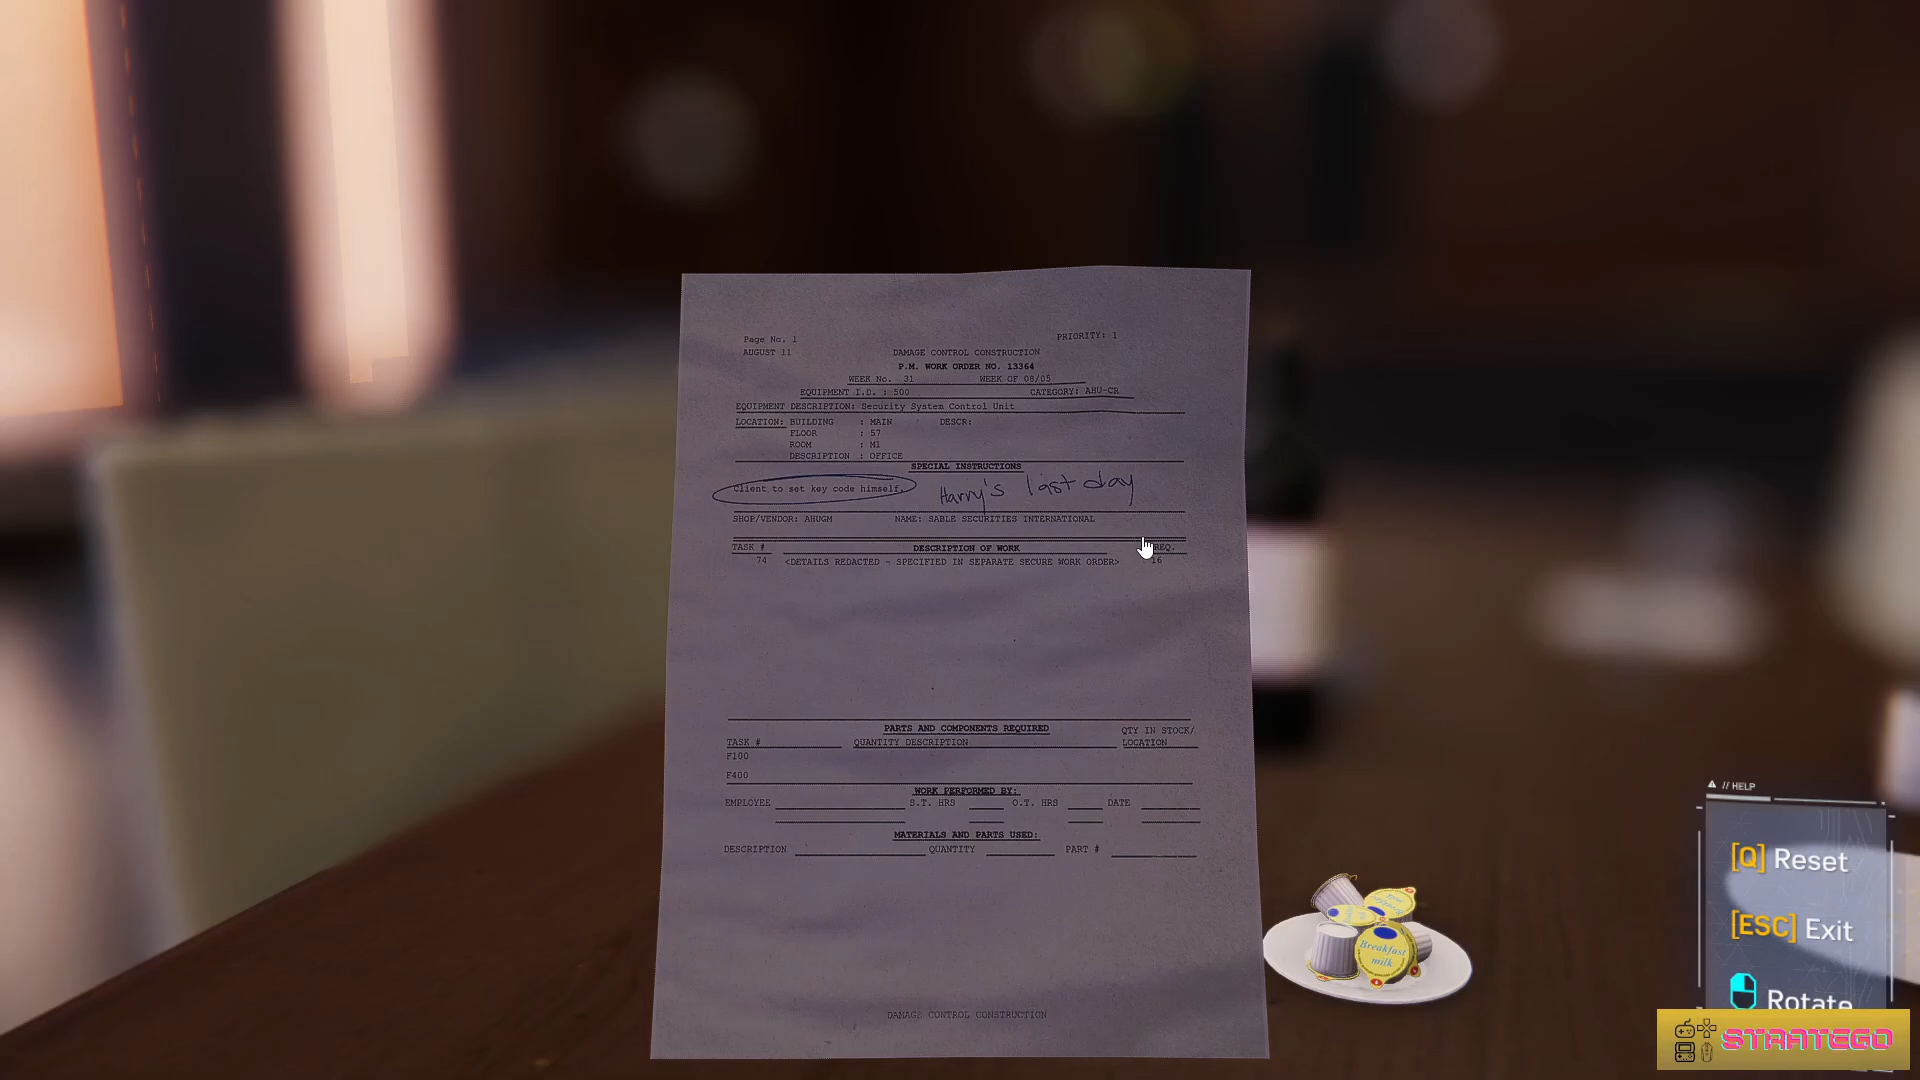 Page No. 1
PRIORITY: 1
AUGUST 11
DAMAGE CONTROL CONSTRUCTION
P.M. WORK ORDER NO. 13364
WEEK No. 31 WEEK OF 08/05
EQUIPMENT I.D. : 500 CATEGORY: AHU-CR
EQUIPMENT DESCRIPTION: Security System Control Unit
LOCATION: BUILDING : MAIN DESCR:
FLOOR : 57
ROOM : M1
DESCRIPTION : OFFICE
SPECIAL INSTRUCTIONS
Client to set key code himself. Harry's last day
SHOP/VENDOR: AHUGM NAME: SABLE SECURITIES INTERNATIONAL
TASK # DESCRIPTION OF WORK REQ.
74 <DETAILS REDACTED - SPECIFIED IN SEPARATE SECURE WORK ORDER> 16
PARTS AND COMPONENTS REQUIRED
QTY IN STOCK/
TASK # QUANTITY DESCRIPTION LOCATION
F100
F400
WORK PERFORMED BY:
EMPLOYEE S.T. HRS O.T. HRS DATE
MATERIALS AND PARTS USED:
DESCRIPTION QUANTITY PART #
DAMAGE CONTROL CONSTRUCTION
Breakfast
milk
// HELP
[Q] Reset
[ESC] Exit
Rotate
STRATEGO